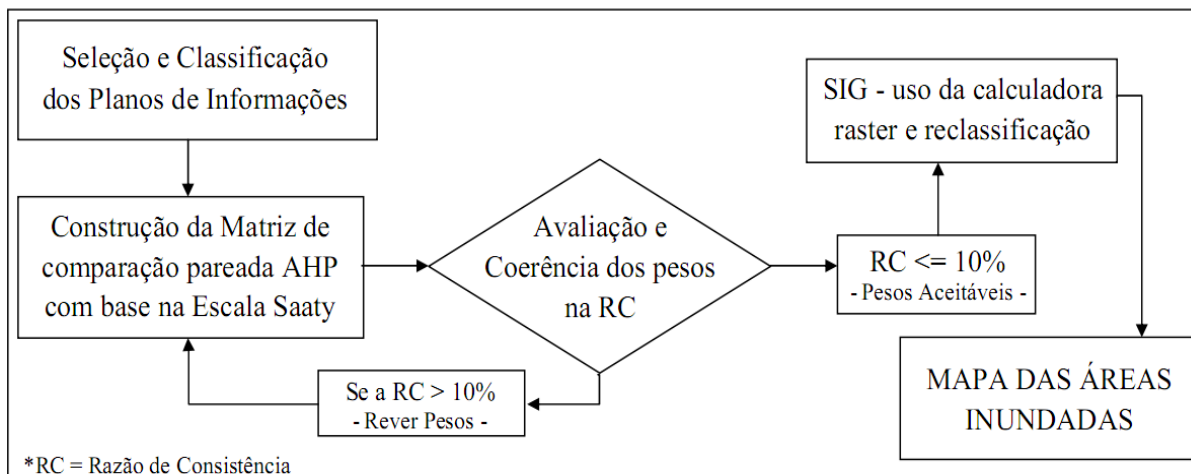 Seleção e Classificação
dos Planos de Informações
Construção da Matriz de
comparação pareada AHP
com base na Escala Saaty
Avaliação e
Coerência dos pesos
na RC
Se a RC > 10%
- Rever Pesos -
RC <= 10%
- Pesos Aceitáveis -
SIG - uso da calculadora
raster e reclassificação
MAPA DAS ÁREAS
INUNDADAS
*RC = Razão de Consistência